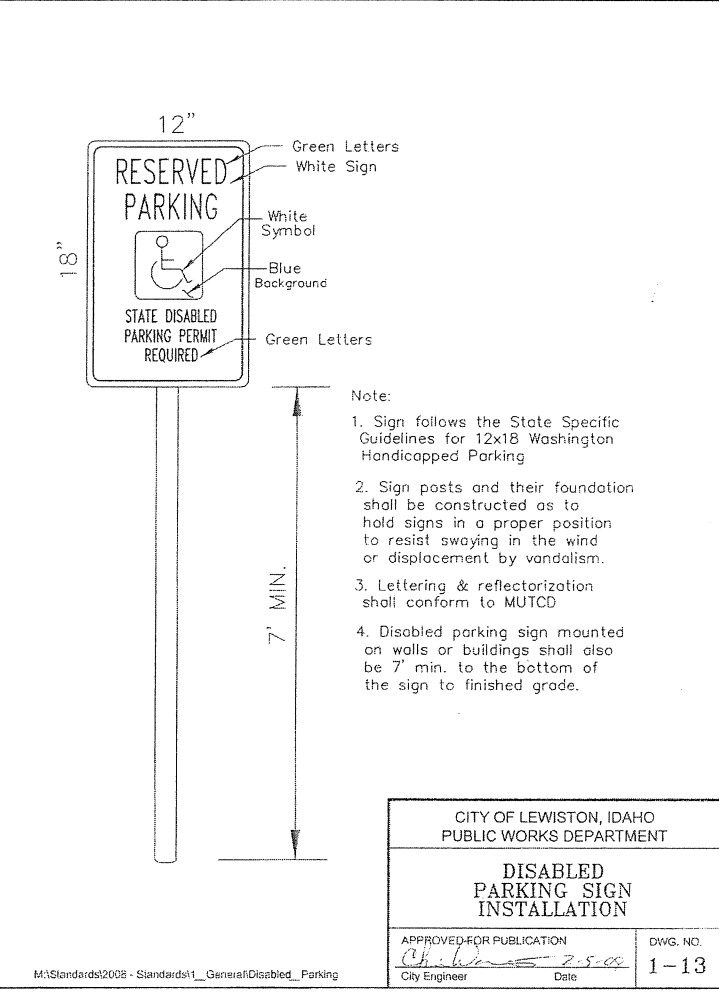 12"
Green Letters
White Sign
RESERVED
PARKING
White
Symbol
18"
Blue
Background
STATE DISABLED
PARKING PERMIT
REQUIRED
Green Letters
7' MIN.
Note:
1. Sign follows the State Specific
Guidelines for 12x18 Washington
Handicapped Parking
2. Sign posts and their foundation
shall be constructed as to
hold signs in a proper position
to resist swaying in the wind
or displacement by vandalism.
3. Lettering & reflectorization
shall conform to MUTCD
4. Disabled parking sign mounted
on walls or buildings shall also
be 7' min. to the bottom of
the sign to finished grade.
CITY OF LEWISTON, IDAHO
PUBLIC WORKS DEPARTMENT
DISABLED
PARKING SIGN
INSTALLATION
APPROVED FOR PUBLICATION
City Engineer Date
DWG. NO.
1-13
M:\Standards\2008 - Standards\1_General\Disabled_Parking